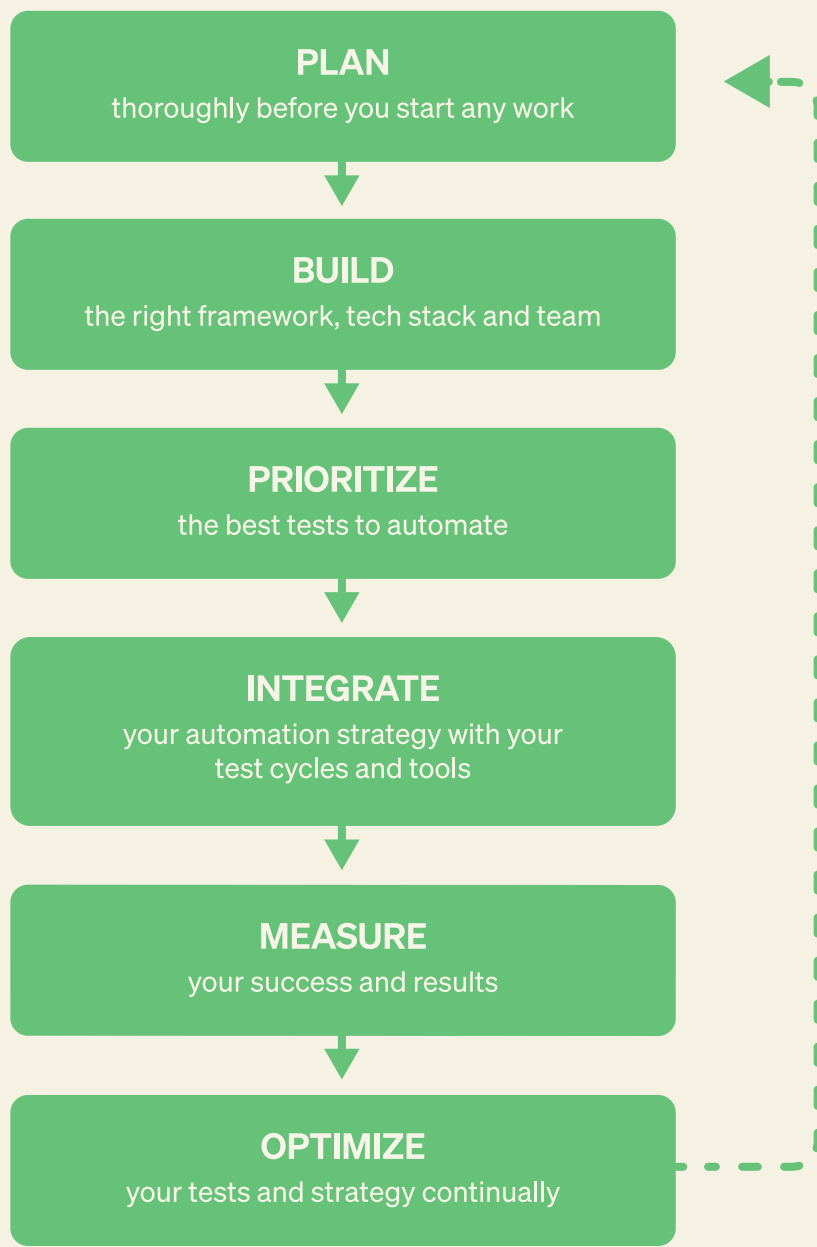 PLAN
thoroughly before you start any work
BUILD
the right framework, tech stack and team
PRIORITIZE
the best tests to automate
INTEGRATE
your automation strategy with your
test cycles and tools
MEASURE
your success and results
OPTIMIZE
your tests and strategy continually